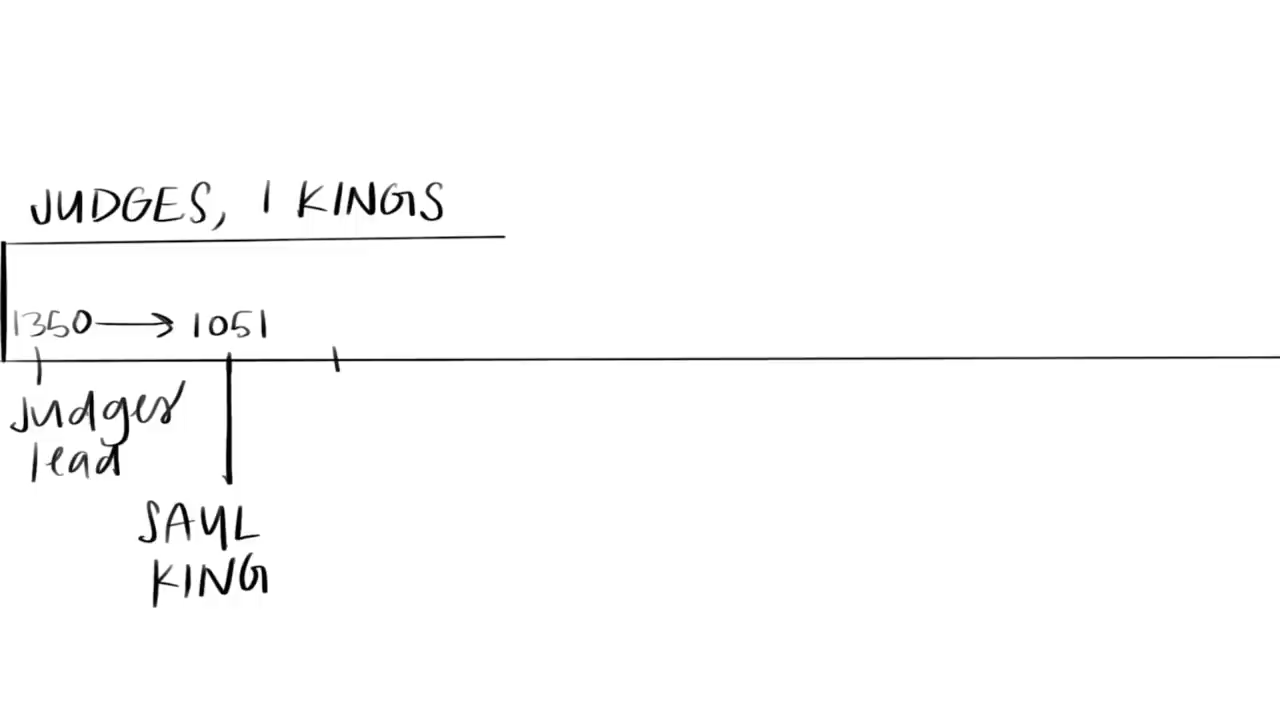 JUDGES, 1 KINGS
1350 → 1051
Judges
lead
SAUL
KING